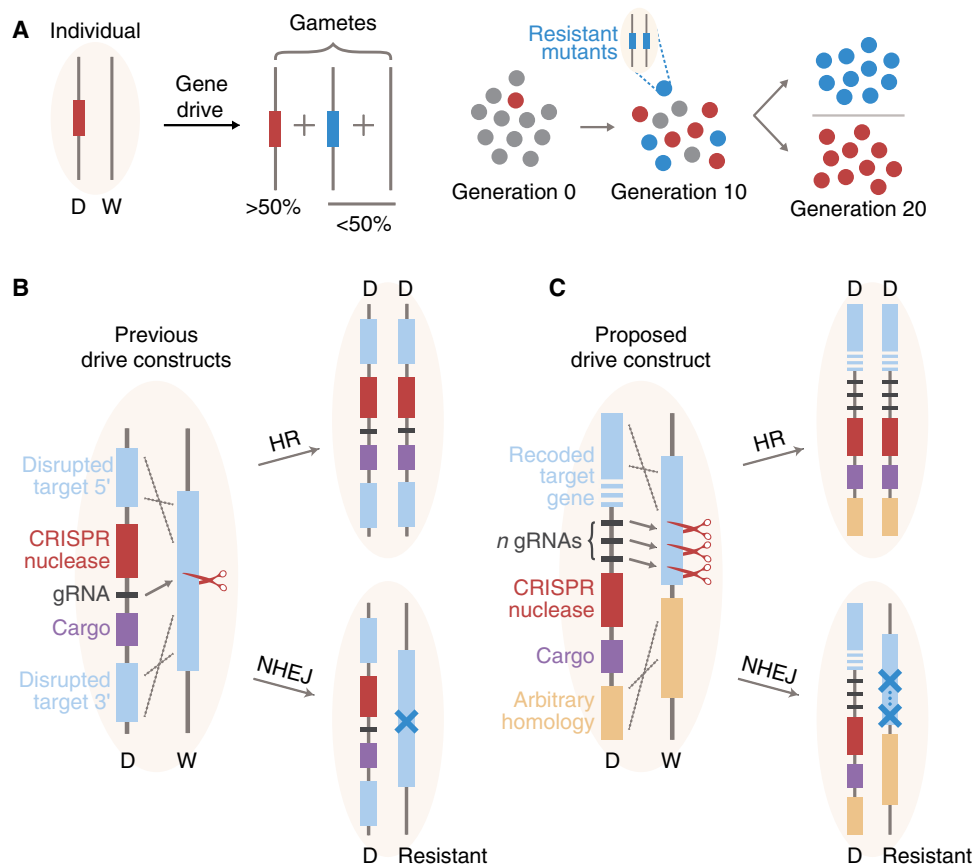 A
Individual
D W
Gene
drive
Gametes
+
+
>50%
<50%
Resistant
mutants
Generation 0
Generation 10
Generation 20
B
Previous
drive constructs
Disrupted
target 5'
CRISPR
nuclease
gRNA
Cargo
Disrupted
target 3'
D W
HR
D D
NHEJ
D Resistant
C
Proposed
drive construct
Recoded
target
gene
n gRNAs
CRISPR
nuclease
Cargo
Arbitrary
homology
D W
HR
D D
NHEJ
D Resistant